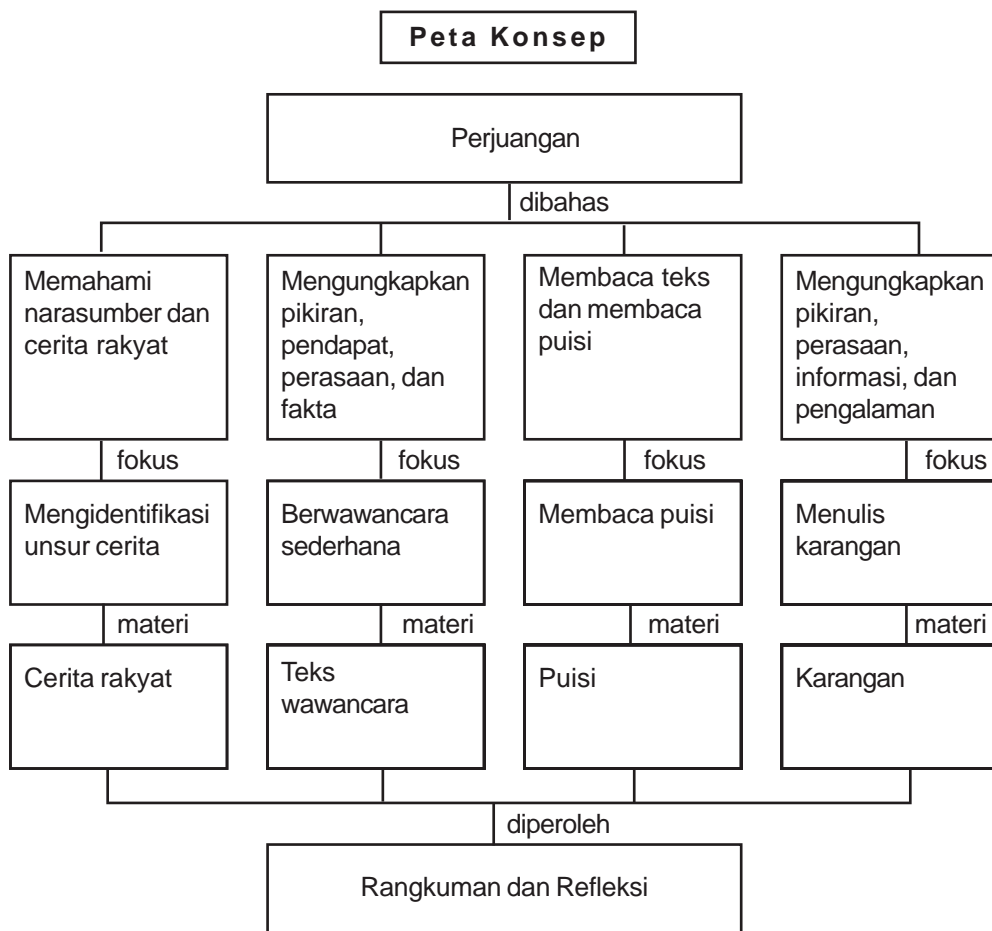 Peta Konsep
Perjuangan
dibahas
Memahami
narasumber dan
cerita rakyat
Mengungkapkan
pikiran,
pendapat,
perasaan, dan
fakta
Membaca teks
dan membaca
puisi
Mengungkapkan
pikiran,
perasaan,
informasi, dan
pengalaman
fokus
fokus
fokus
fokus
Mengidentifikasi
unsur cerita
Berwawancara
sederhana
Membaca puisi
Menulis
karangan
materi
materi
materi
materi
Cerita rakyat
Teks
wawancara
Puisi
Karangan
diperoleh
Rangkuman dan Refleksi